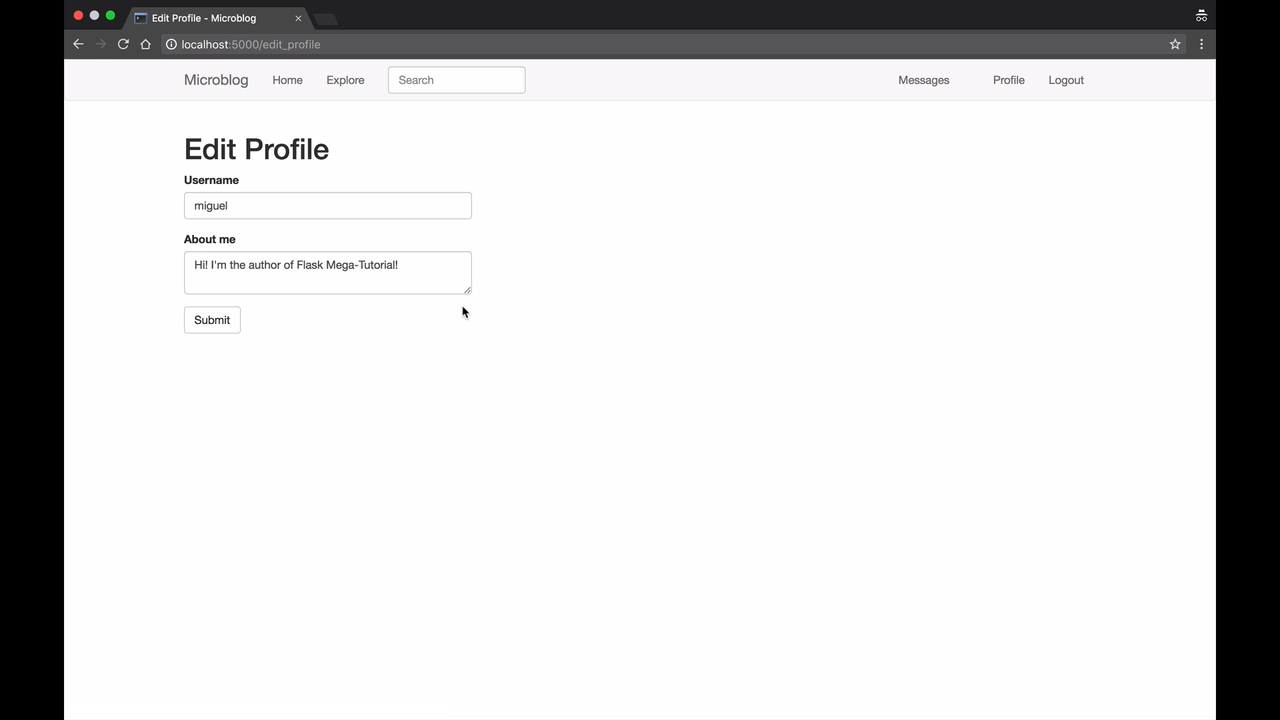 Edit Profile - Microblog
localhost:5000/edit_profile
Microblog Home Explore Search Messages Profile Logout
Edit Profile
Username
miguel
About me
Hi! I'm the author of Flask Mega-Tutorial!
Submit